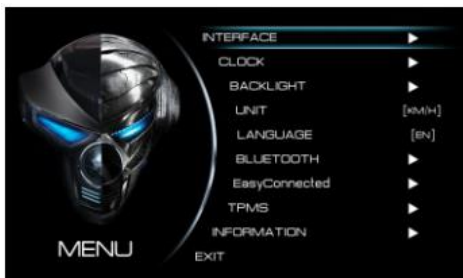 INTERFACE
CLOCK
BACKLIGHT
UNIT [KM/H]
LANGUAGE [EN]
BLUETOOTH
EasyConnected
TPMS
INFORMATION
EXIT
MENU